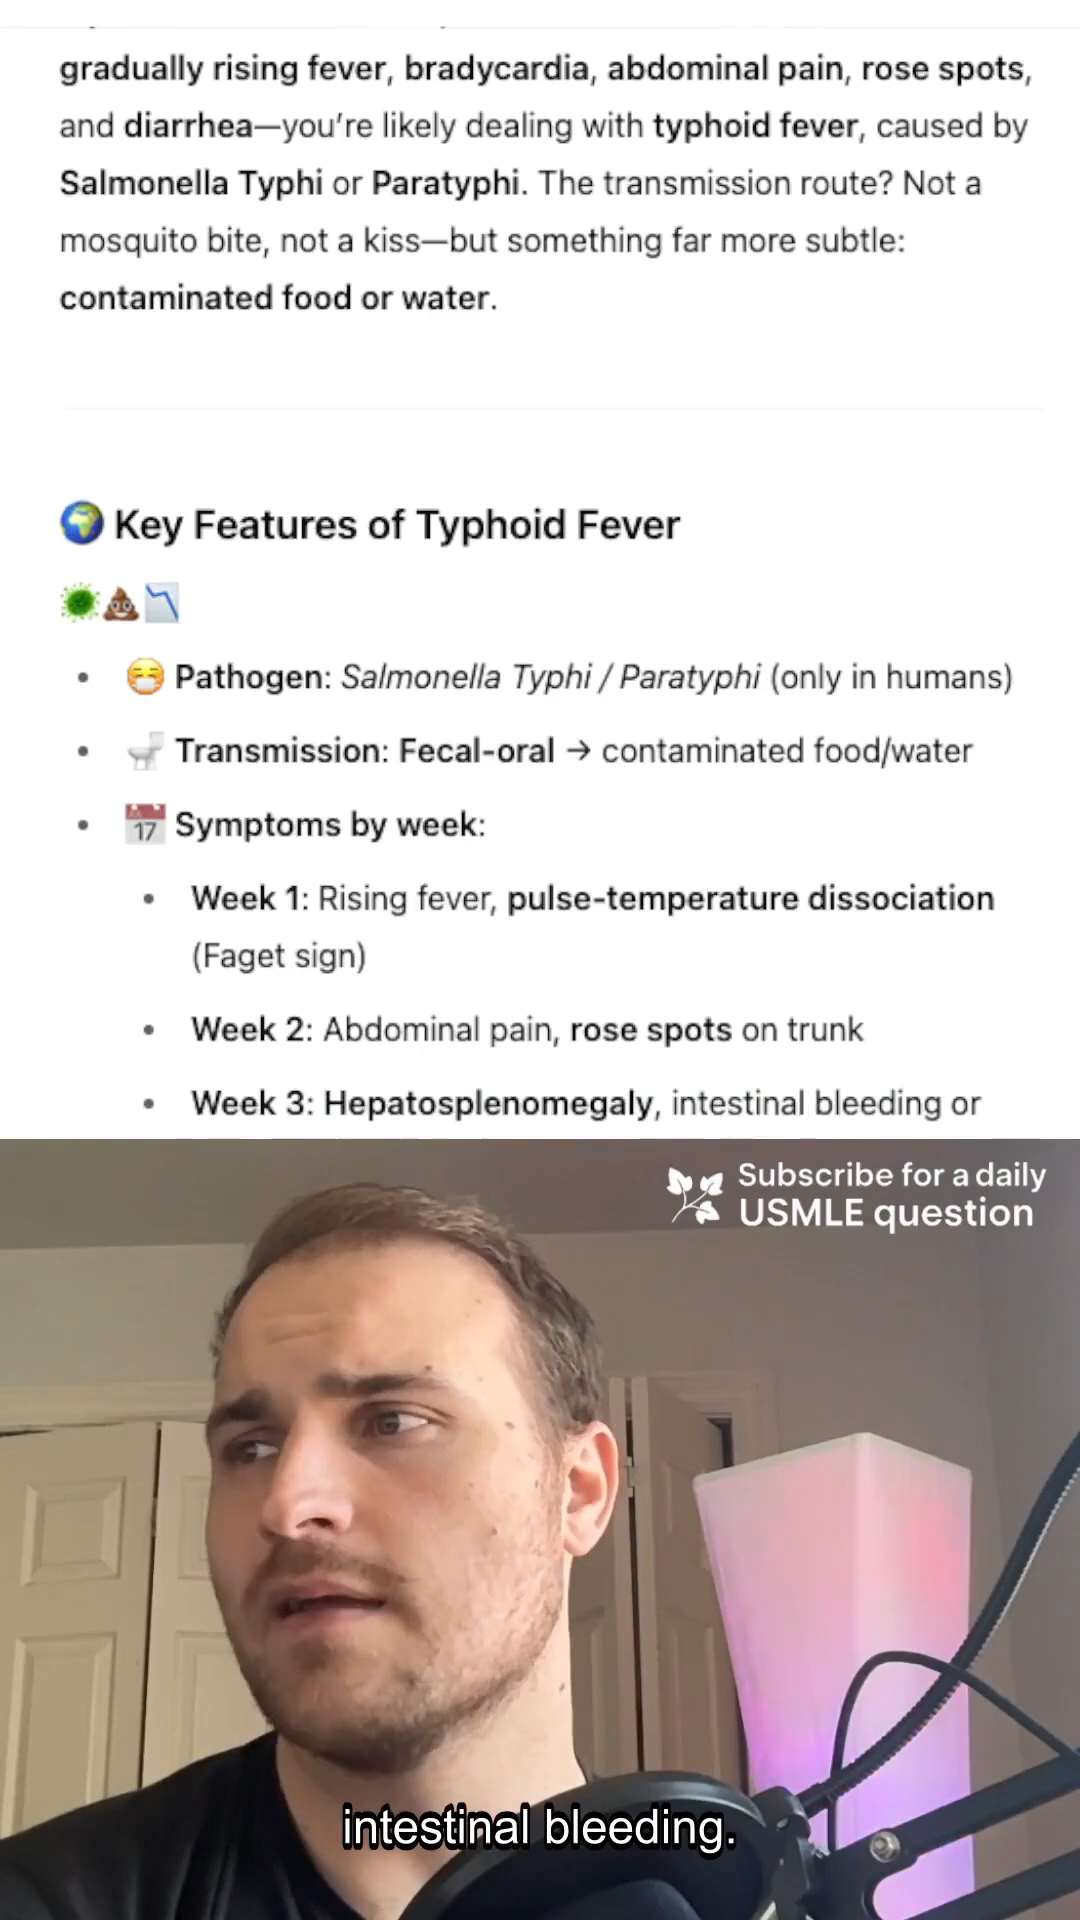 gradually rising fever, bradycardia, abdominal pain, rose spots,
and diarrhea—you’re likely dealing with typhoid fever, caused by
Salmonella Typhi or Paratyphi. The transmission route? Not a
mosquito bite, not a kiss—but something far more subtle:
contaminated food or water.
Key Features of Typhoid Fever
• Pathogen: Salmonella Typhi / Paratyphi (only in humans)
• Transmission: Fecal-oral → contaminated food/water
• 17 Symptoms by week:
• Week 1: Rising fever, pulse-temperature dissociation
(Faget sign)
• Week 2: Abdominal pain, rose spots on trunk
• Week 3: Hepatosplenomegaly, intestinal bleeding or
Subscribe for a daily
USMLE question
intestinal bleeding.